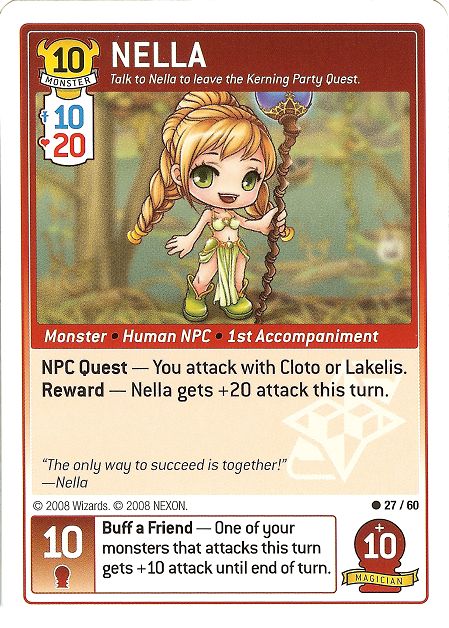 10
MONSTER
NELLA
Talk to Nella to leave the Kerning Party Quest.
10
20
Monster • Human NPC • 1st Accompaniment
NPC Quest — You attack with Cloto or Lakelis.
Reward — Nella gets +20 attack this turn.
“The only way to succeed is together!”
—Nella
© 2008 Wizards. © 2008 NEXON.
● 27 / 60
10
Buff a Friend — One of your
monsters that attacks this turn
gets +10 attack until end of turn.
+
10
MAGICIAN